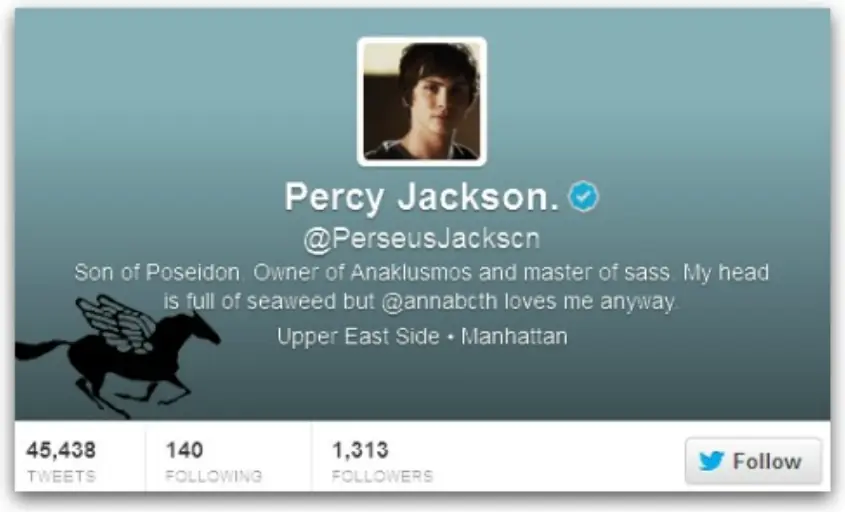 Percy Jackson.
@PerseusJackscn
Son of Poseidon. Owner of Anaklusmos and master of sass. My head
is full of seaweed but @annabcth loves me anyway.
Upper East Side • Manhattan
45,438 140 1,313
TWEETS FOLLOWING FOLLOWERS
Follow